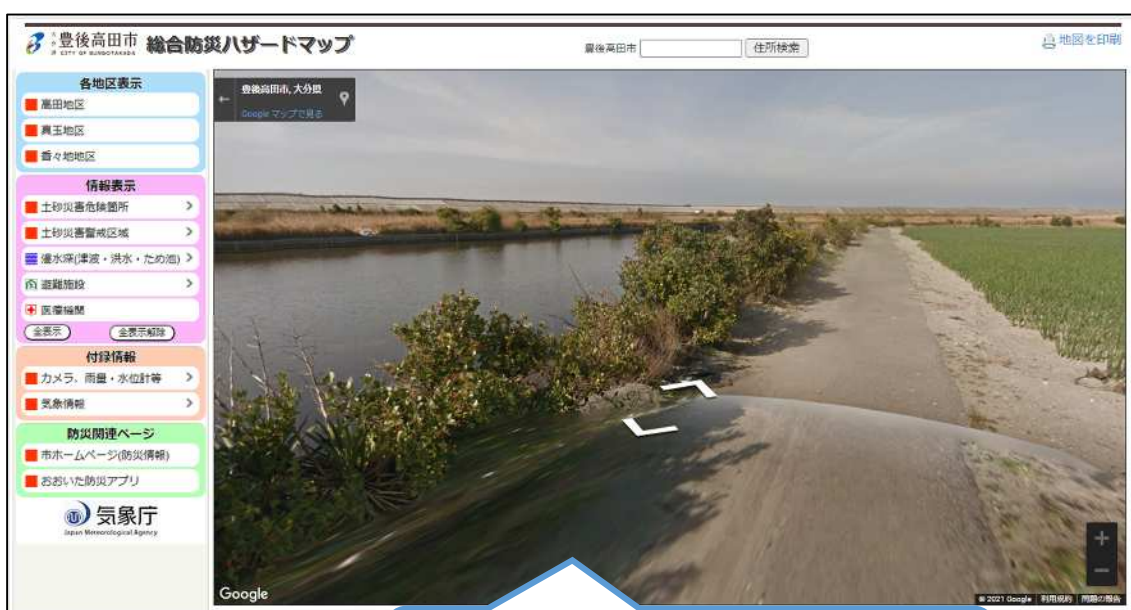 豊後高田市 総合防災ハザードマップ
CITY OF BUNGOTAKADA
豊後高田市 住所検索
地図を印刷
各地区表示
高田地区
真玉地区
香々地地区
情報表示
土砂災害危険箇所
土砂災害警戒区域
浸水深(津波・洪水・ため池)
避難施設
医療機関
全表示 全表示解除
付録情報
カメラ、雨量・水位計等
気象情報
防災関連ページ
市ホームページ(防災情報)
おおいた防災アプリ
気象庁
Japan Meteorological Agency
豊後高田市, 大分県
Google マップで見る
Google
© 2021 Google 利用規約 問題の報告